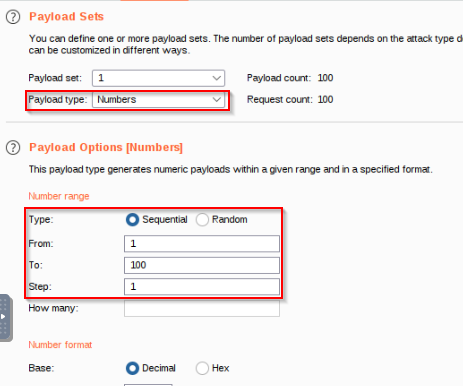 Payload Sets
You can define one or more payload sets. The number of payload sets depends on the attack type de
can be customized in different ways.
Payload set: 1 Payload count: 100
Payload type: Numbers Request count: 100
Payload Options [Numbers]
This payload type generates numeric payloads within a given range and in a specified format.
Number range
Type: Sequential Random
From: 1
To: 100
Step: 1
How many:
Number format
Base: Decimal Hex